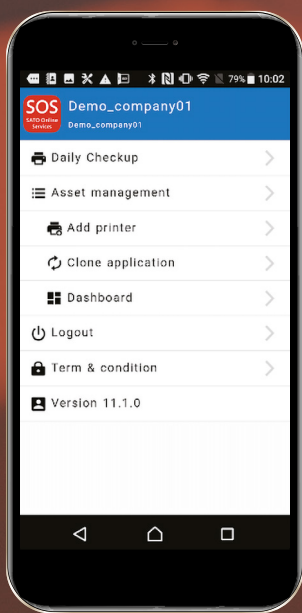 79% 10:02
SOS
SATO Online
Services
Demo_company01
Demo_company01
Daily Checkup
Asset management
Add printer
Clone application
Dashboard
Logout
Term & condition
Version 11.1.0